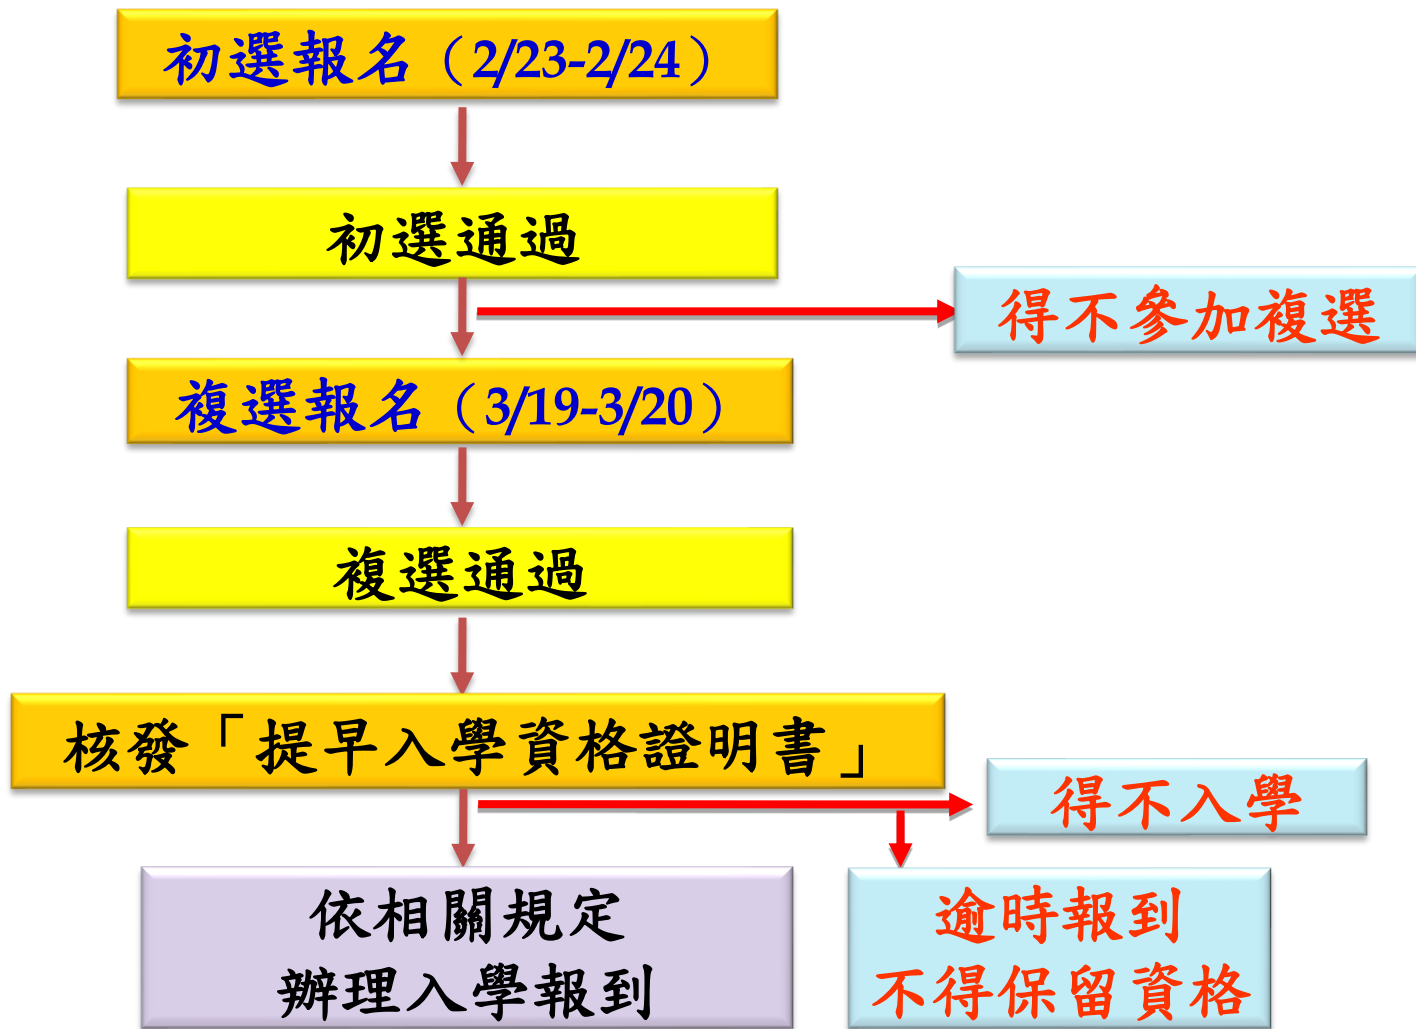 初選報名（2/23-2/24）
初選通過
得不參加複選
複選報名（3/19-3/20）
複選通過
核發「提早入學資格證明書」
得不入學
依相關規定
辦理入學報到
逾時報到
不得保留資格